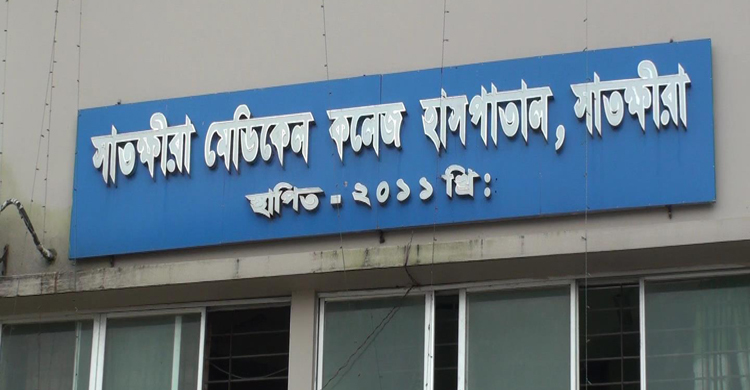 সাতক্ষীরা মেডিকেল কলেজ হাসপাতাল, সাতক্ষীরা
স্থাপিত - ২০১১ খ্রি: